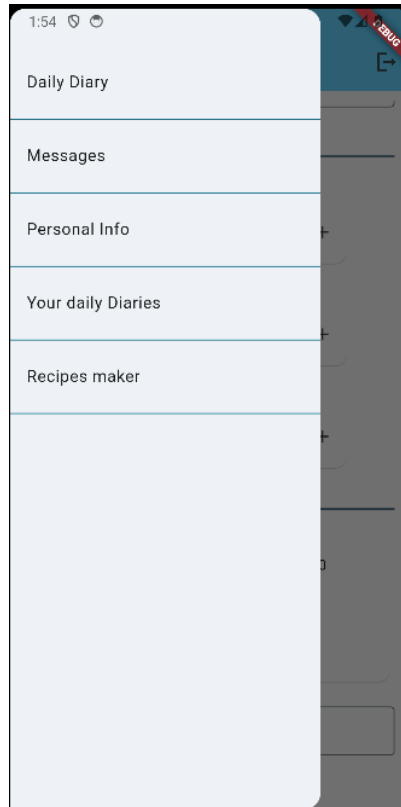 1:54
DEBUG
Daily Diary
Messages
Personal Info
Your daily Diaries
Recipes maker